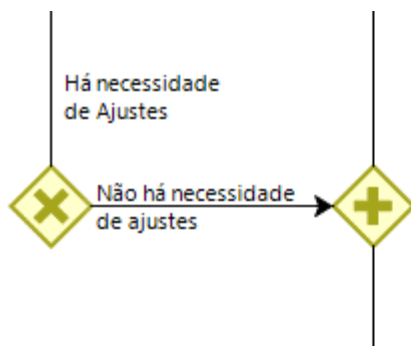 Há necessidade
de Ajustes
Não há necessidade
de ajustes